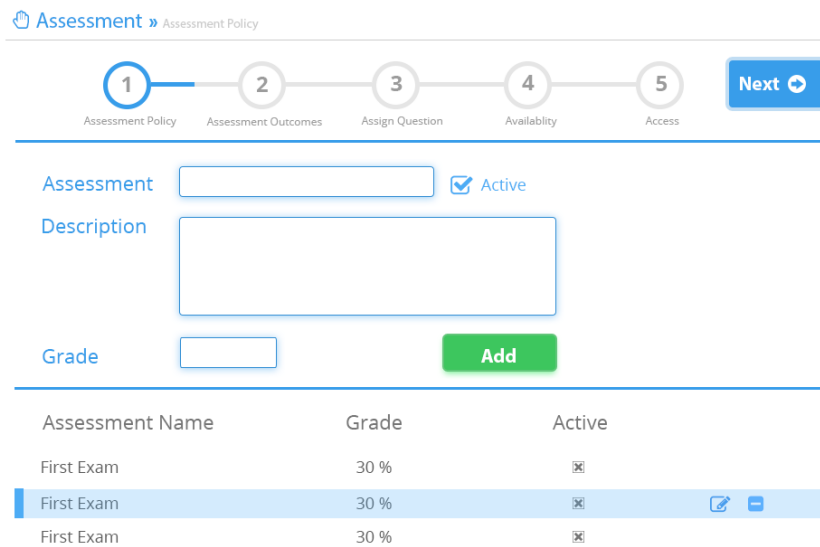 Assessment » Assessment Policy
1 2 3 4 5 Next
Assessment Policy Assessment Outcomes Assign Question Availablity Access
Assessment Active
Description
Grade Add
Assessment Name Grade Active
First Exam 30 %
First Exam 30 %
First Exam 30 %